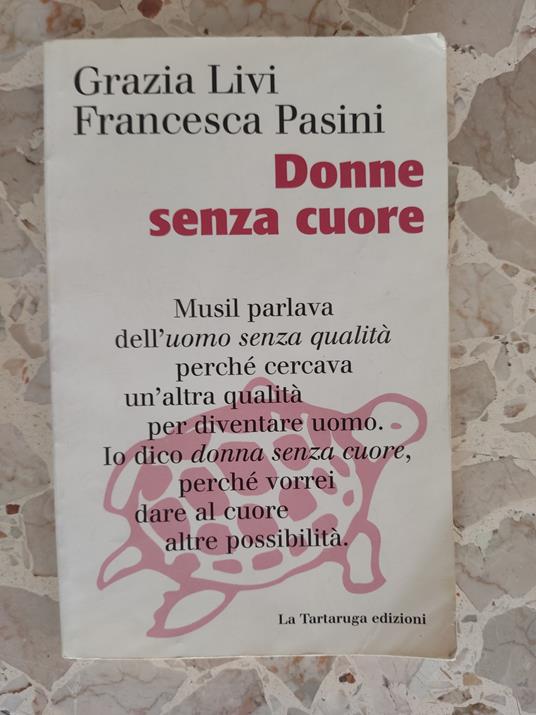 Grazia Livi
Francesca Pasini
Donne
senza cuore
Musil parlava
dell'uomo senza qualità
perché cercava
un'altra qualità
per diventare uomo.
Io dico donna senza cuore,
perché vorrei
dare al cuore
altre possibilità.
La Tartaruga edizioni